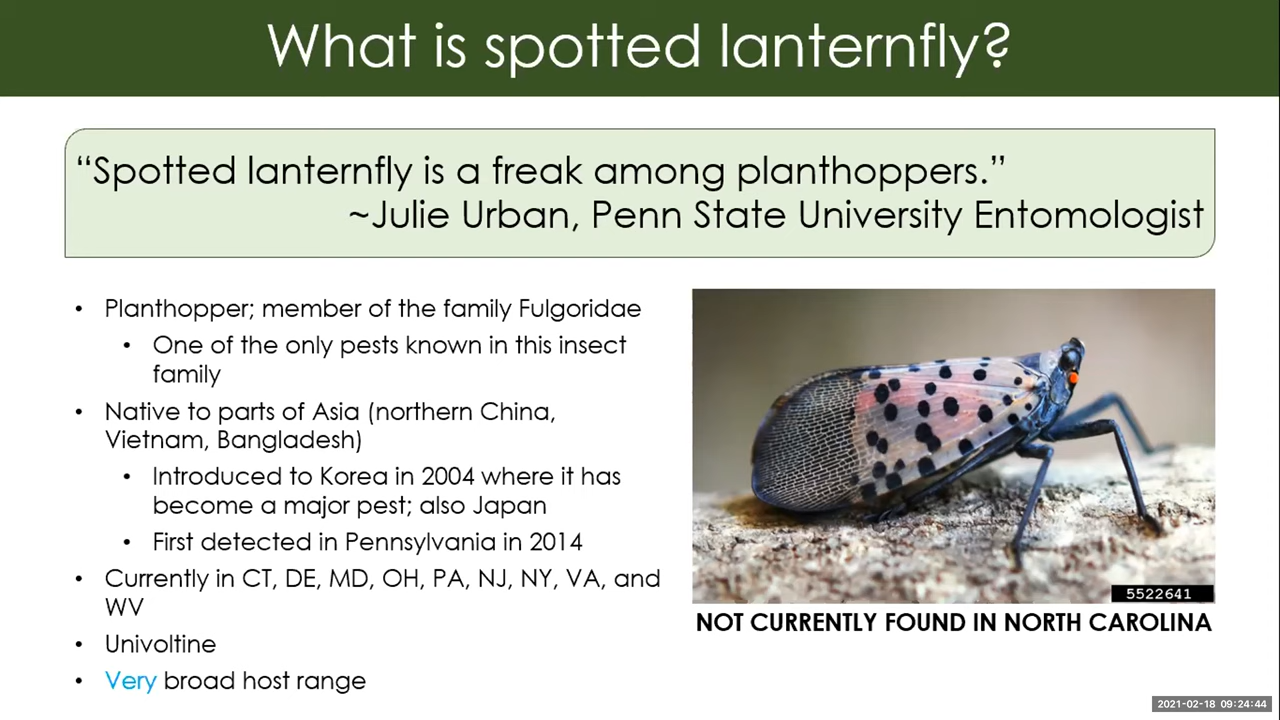 What is spotted lanternfly?
“Spotted lanternfly is a freak among planthoppers.”
~Julie Urban, Penn State University Entomologist
• Planthopper; member of the family Fulgoridae
• One of the only pests known in this insect
family
• Native to parts of Asia (northern China,
Vietnam, Bangladesh)
• Introduced to Korea in 2004 where it has
become a major pest; also Japan
• First detected in Pennsylvania in 2014
• Currently in CT, DE, MD, OH, PA, NJ, NY, VA, and
WV
• Univoltine
• Very broad host range
5522641
NOT CURRENTLY FOUND IN NORTH CAROLINA
2021-02-18 09:24:44